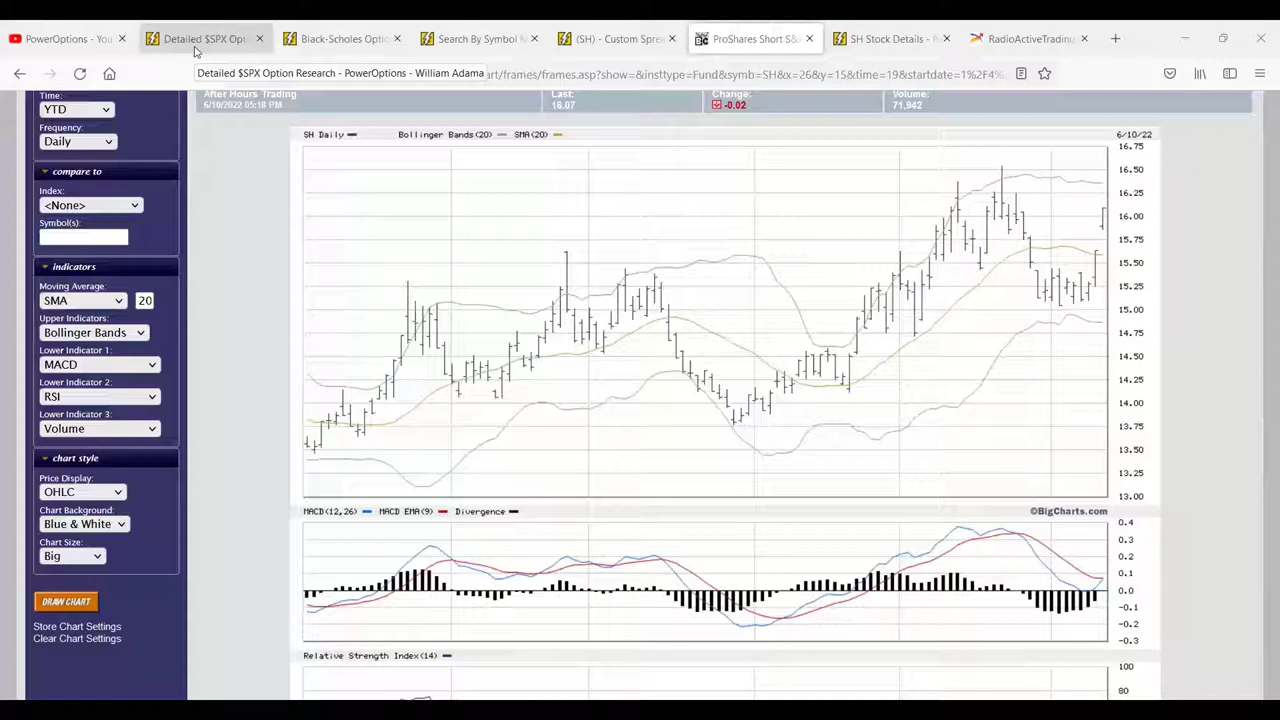 PowerOptions - You
Detailed $SPX Opti
Black-Scholes Optio
Search By Symbol
(SH) - Custom Spre
ProShares Short S&
SH Stock Details - P
RadioActiveTrading
Detailed $SPX Option Research - PowerOptions - William Adama
art/frames/frames.asp?show=&insttype=Fund&symb=SH&x=26&y=15&time=19&startdate=1%2F4%
After Hours Trading
6/10/2022 05:18 PM
Last:
16.07
Change:
-0.02
Volume:
71,942
Time:
YTD
Frequency:
Daily
compare to
Index:
<None>
Symbol(s):
indicators
Moving Average:
SMA
20
Upper Indicators:
Bollinger Bands
Lower Indicator 1:
MACD
Lower Indicator 2:
RSI
Lower Indicator 3:
Volume
chart style
Price Display:
OHLC
Chart Background:
Blue & White
Chart Size:
Big
DRAW CHART
Store Chart Settings
Clear Chart Settings
SH Daily
Bollinger Bands(20)
SMA(20)
6/10/22
16.75
16.50
16.25
16.00
15.75
15.50
15.25
15.00
14.75
14.50
14.25
14.00
13.75
13.50
13.25
13.00
MACD(12,26)
MACD EMA(9)
Divergence
©BigCharts.com
0.4
0.3
0.2
0.1
0.0
-0.1
-0.2
-0.3
Relative Strength Index(14)
100
80